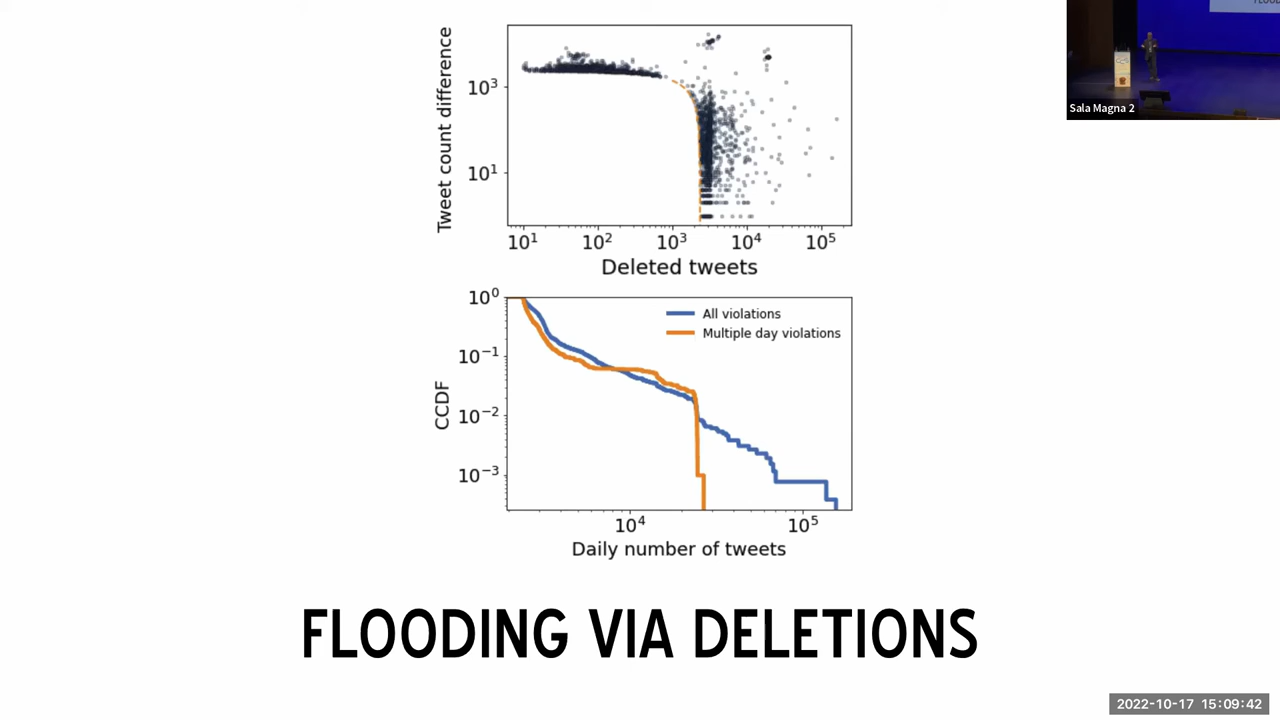 FLOOD
Sala Magna 2
Tweet count difference
10³
10¹
10¹ 10² 10³ 10⁴ 10⁵
Deleted tweets
CCDF
10⁰
10⁻¹
10⁻²
10⁻³
All violations
Multiple day violations
10⁴ 10⁵
Daily number of tweets
FLOODING VIA DELETIONS
2022-10-17 15:09:42